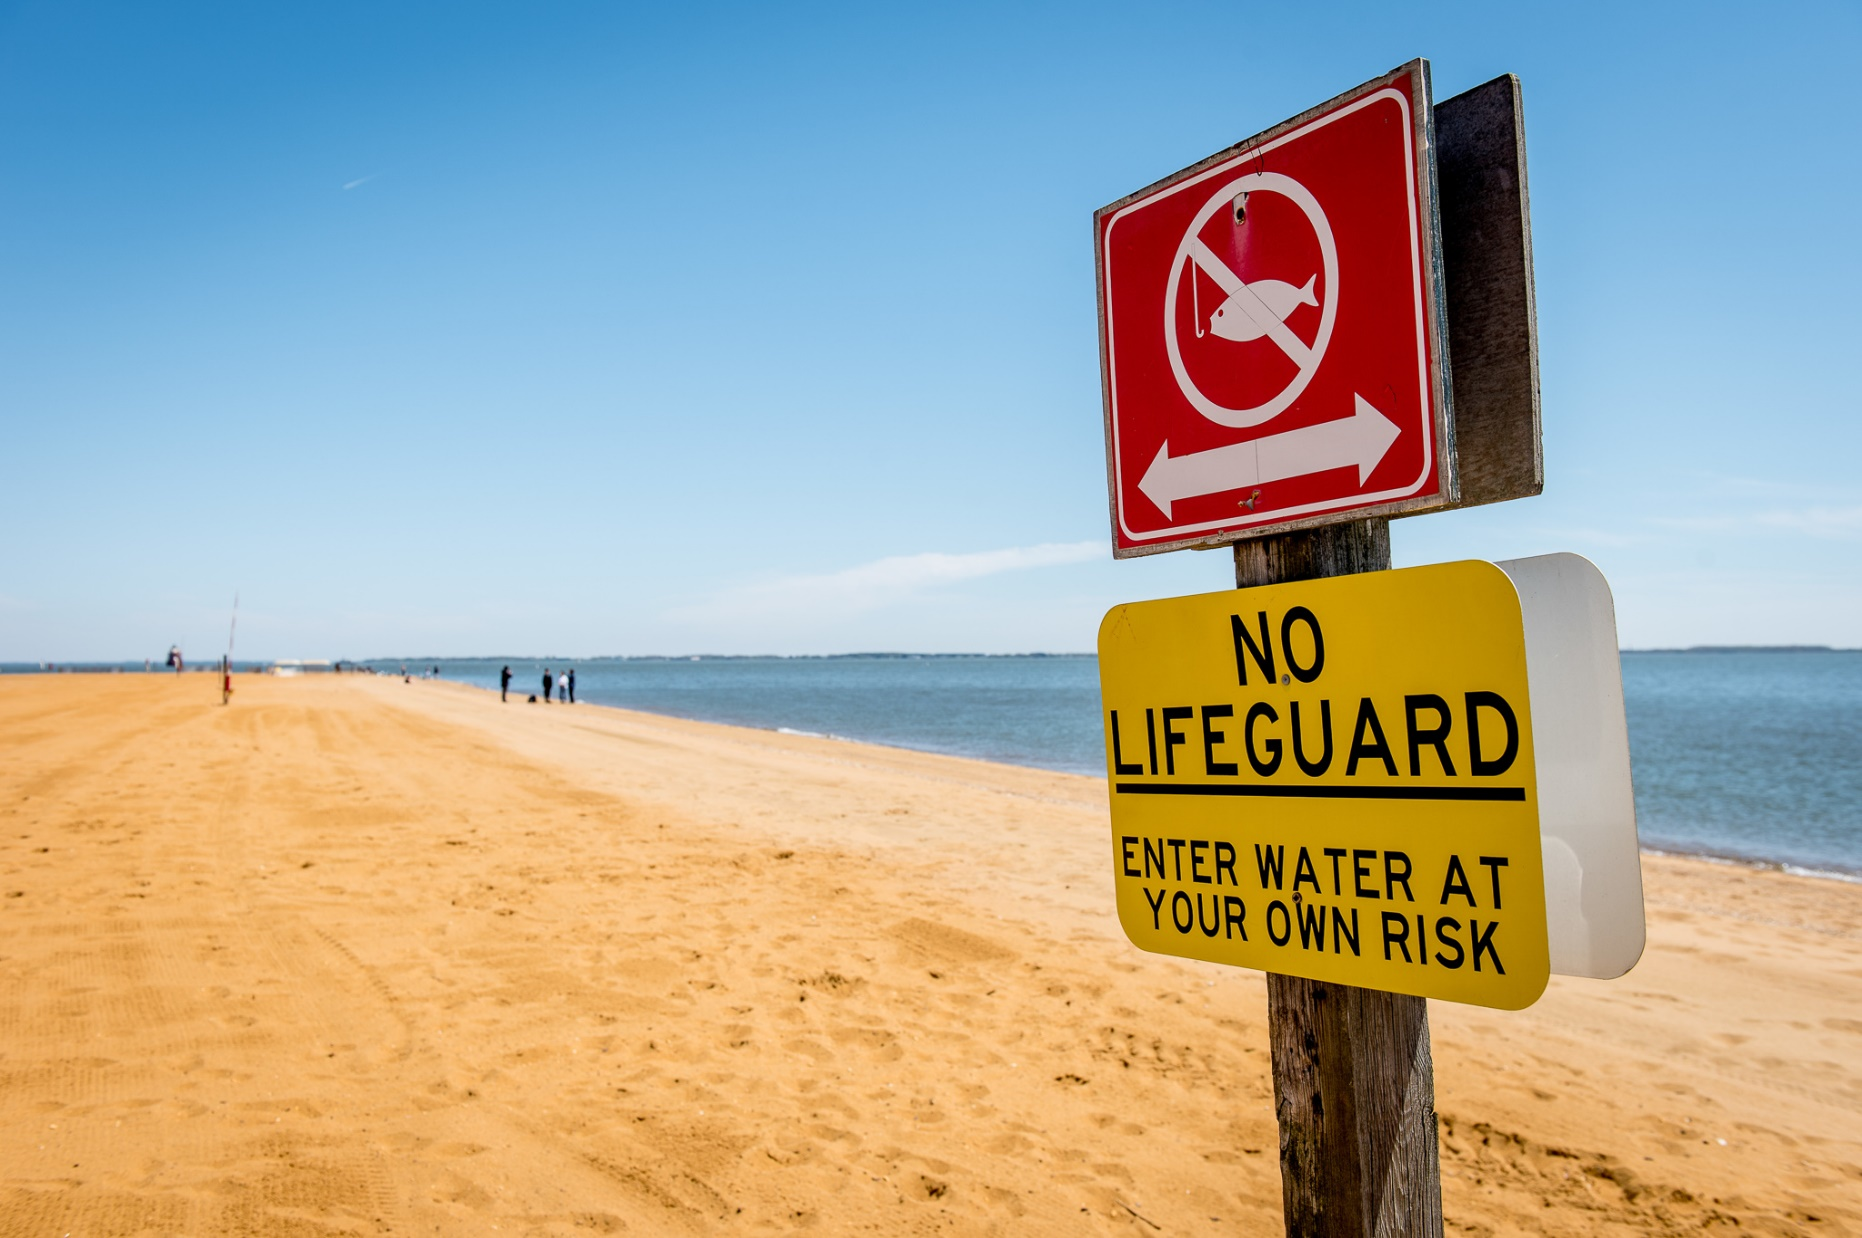 NO
LIFEGUARD
ENTER WATER AT
YOUR OWN RISK